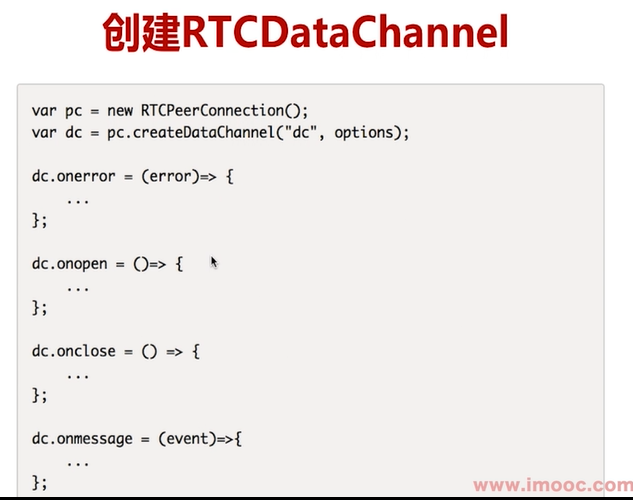 创建RTCDataChannel
var pc = new RTCPeerConnection();
var dc = pc.createDataChannel("dc", options);
dc.onerror = (error)=> {
...
};
dc.onopen = ()=> {
...
};
dc.onclose = () => {
...
};
dc.onmessage = (event)=>{
...
};
www.imooc.com